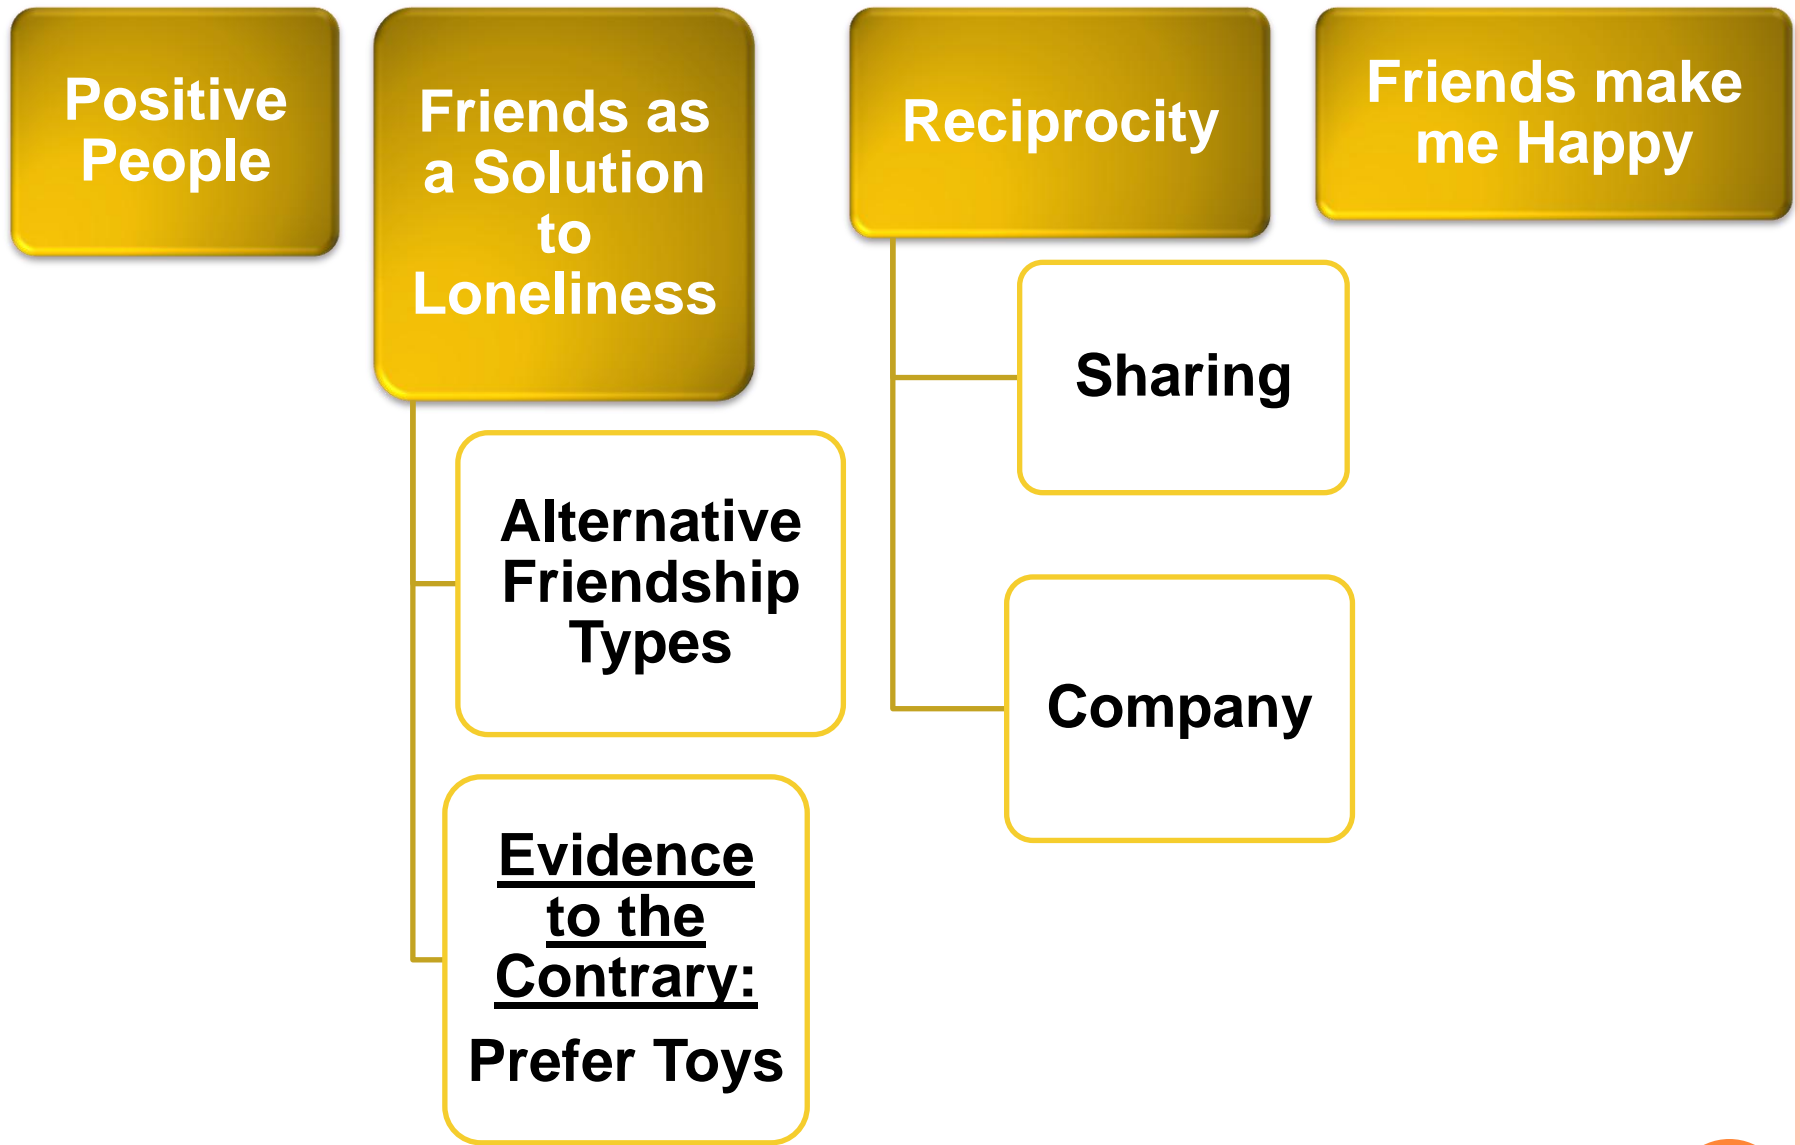 Positive
People
Friends as
a Solution
to
Loneliness
Alternative
Friendship
Types
Evidence
to the
Contrary:
Prefer Toys
Reciprocity
Sharing
Company
Friends make
me Happy